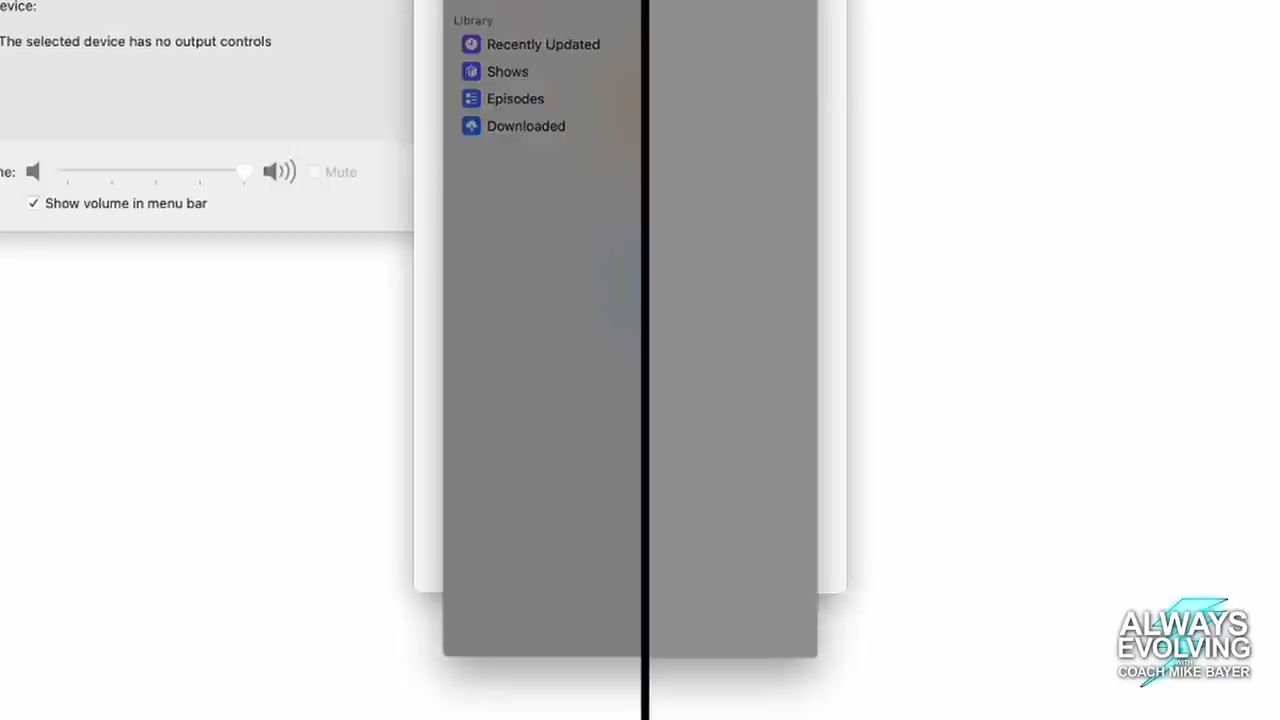 evice:
The selected device has no output controls
ne:
Mute
Show volume in menu bar
Library
Recently Updated
Shows
Episodes
Downloaded
ALWAYS
EVOLVING
WITH
COACH MIKE BAYER